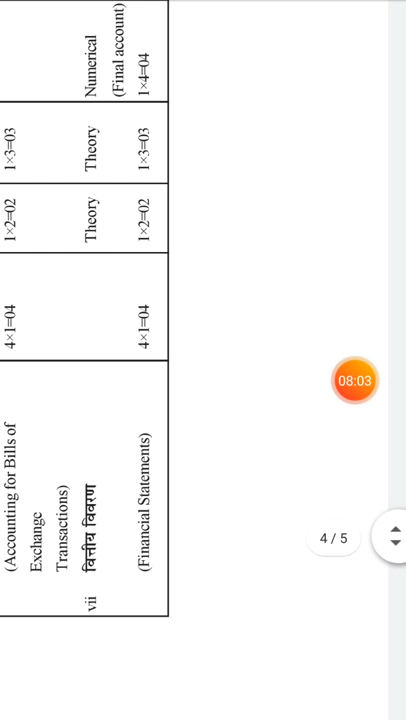 (Accounting for Bills of
Exchange
Transactions)
4×1=04
1×2=02
1×3=03
vii
वित्तीय विवरण
(Financial Statements)
4×1=04
Theory
1×2=02
Theory
1×3=03
Numerical
(Final account)
1×4=04
08:03
4 / 5